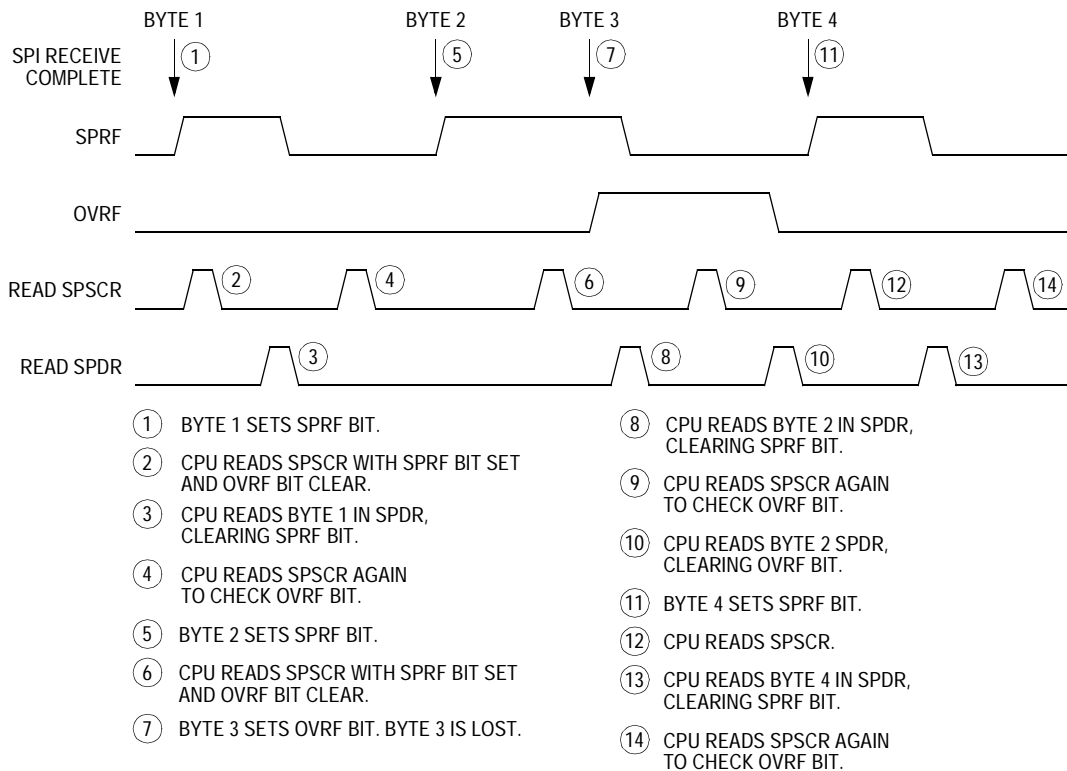 BYTE 1 BYTE 2 BYTE 3 BYTE 4
SPI RECEIVE
COMPLETE
1 5 7 11
SPRF
OVRF
READ SPSCR
2 4 6 9 12 14
READ SPDR
3 8 10 13
1 BYTE 1 SETS SPRF BIT.
2 CPU READS SPSCR WITH SPRF BIT SET
AND OVRF BIT CLEAR.
3 CPU READS BYTE 1 IN SPDR,
CLEARING SPRF BIT.
4 CPU READS SPSCR AGAIN
TO CHECK OVRF BIT.
5 BYTE 2 SETS SPRF BIT.
6 CPU READS SPSCR WITH SPRF BIT SET
AND OVRF BIT CLEAR.
7 BYTE 3 SETS OVRF BIT. BYTE 3 IS LOST.
8 CPU READS BYTE 2 IN SPDR,
CLEARING SPRF BIT.
9 CPU READS SPSCR AGAIN
TO CHECK OVRF BIT.
10 CPU READS BYTE 2 SPDR,
CLEARING OVRF BIT.
11 BYTE 4 SETS SPRF BIT.
12 CPU READS SPSCR.
13 CPU READS BYTE 4 IN SPDR,
CLEARING SPRF BIT.
14 CPU READS SPSCR AGAIN
TO CHECK OVRF BIT.